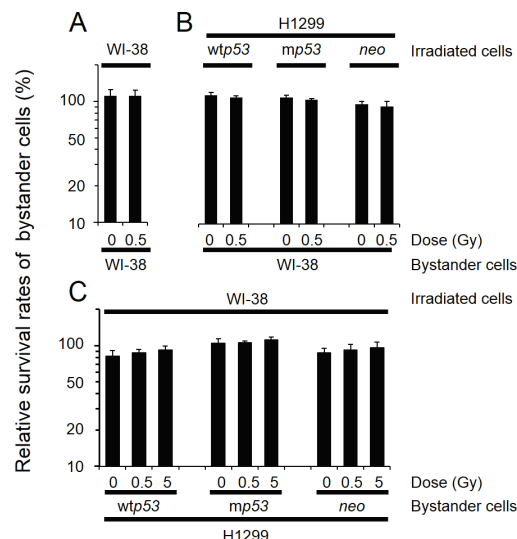 Relative survival rates of bystander cells (%)
A
B
H1299
WI-38
wtp53 mp53 neo Irradiated cells
100
50
20
10
0 0.5 0 0.5 0 0.5 0 0.5 Dose (Gy)
WI-38 WI-38 Bystander cells
C
WI-38 Irradiated cells
100
50
20
10
0 0.5 5 0 0.5 5 0 0.5 5 Dose (Gy)
wtp53 mp53 neo Bystander cells
H1299